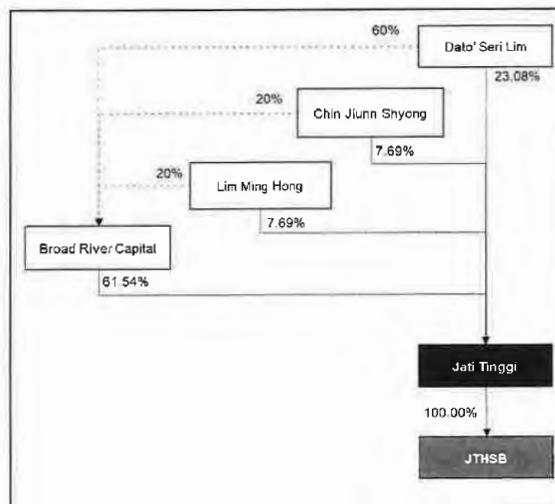 60%
Dato' Seri Lim
23.08%
20%
Chin Jiunn Shyong
7.69%
20%
Lim Ming Hong
7.69%
Broad River Capital
61.54%
Jati Tinggi
100.00%
JTHSB